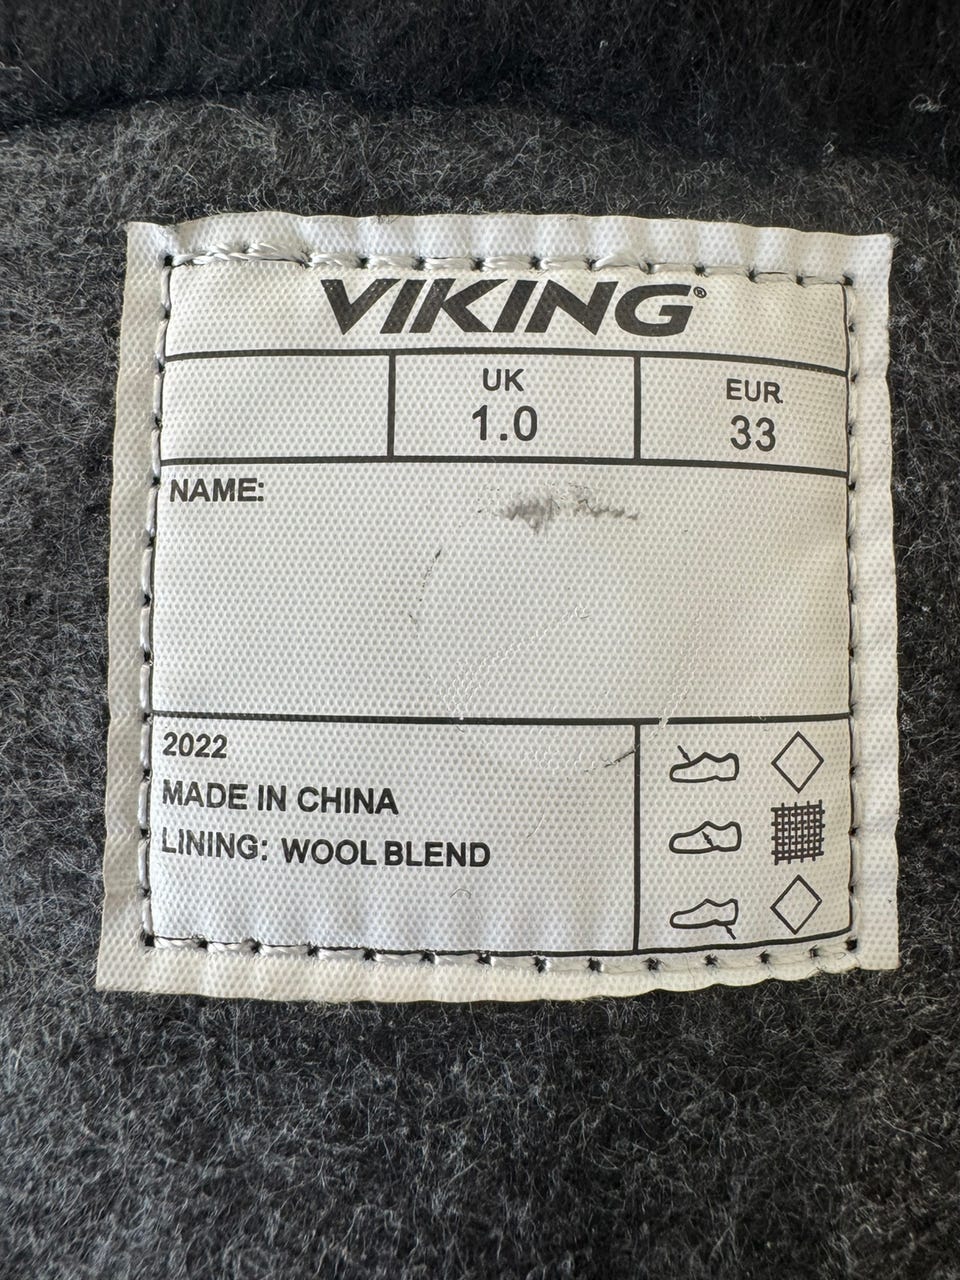 VIKING®
UK
1.0
EUR.
33
NAME:
2022
MADE IN CHINA
LINING: WOOL BLEND